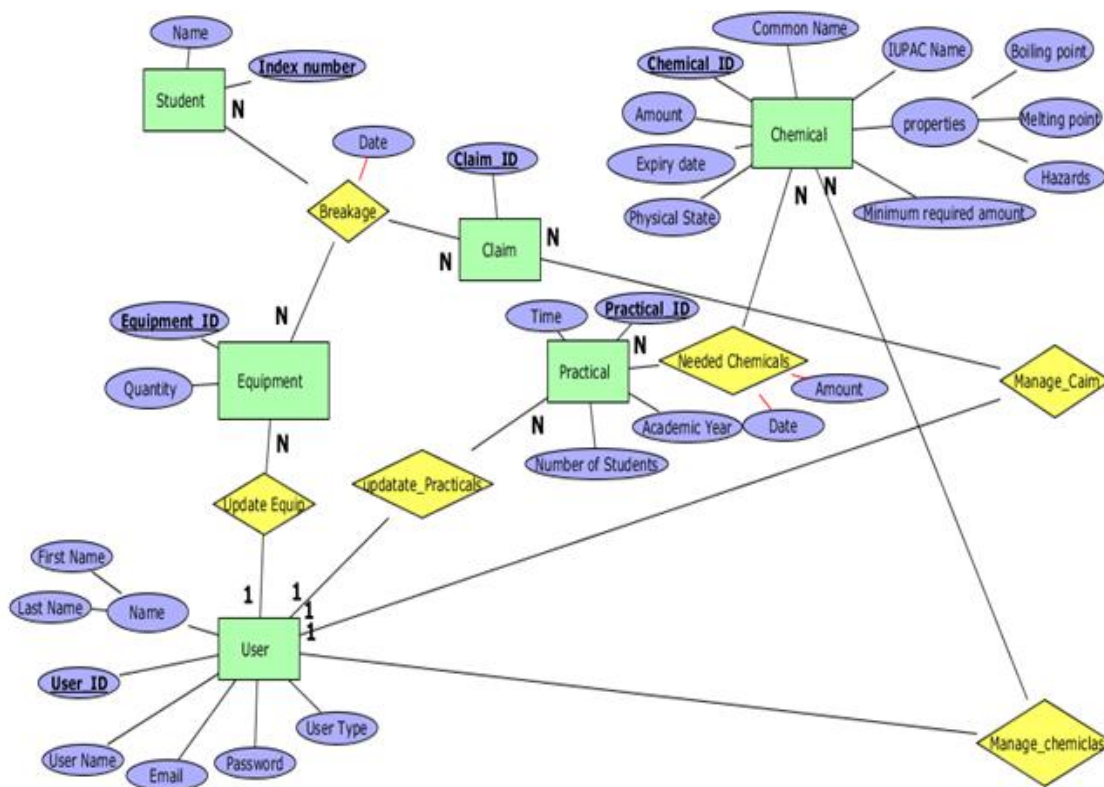 Name
Index number
Student
N
Date
Breakage
Claim_ID
Claim
N
N
Common Name
Chemical_ID
IUPAC Name
Boiling point
Amount
Chemical
properties
Melting point
Expiry date
Hazards
Physical State
N
N
Minimum required amount
N
Equipment_ID
Quantity
Equipment
N
Time
Practical_ID
N
Practical
Needed Chemicals
Amount
Date
Academic Year
N
Number of Students
Manage_Caim
Update Equip
updatate_Practicals
First Name
Last Name
Name
1
1
1
1
User
User_ID
User Name
Email
Password
User Type
Manage_chemiclas